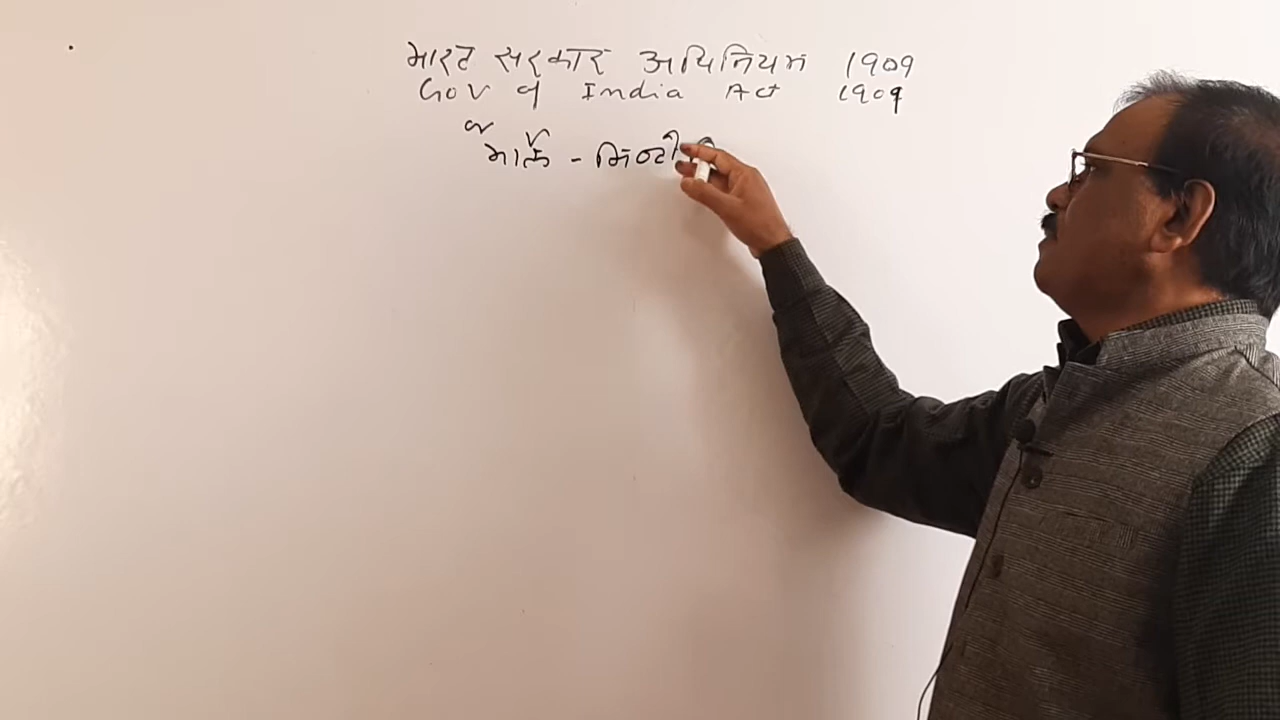 भारत सरकार अधिनियम 1909
Gov of India Act 1909
मार्ले - मिण्टो